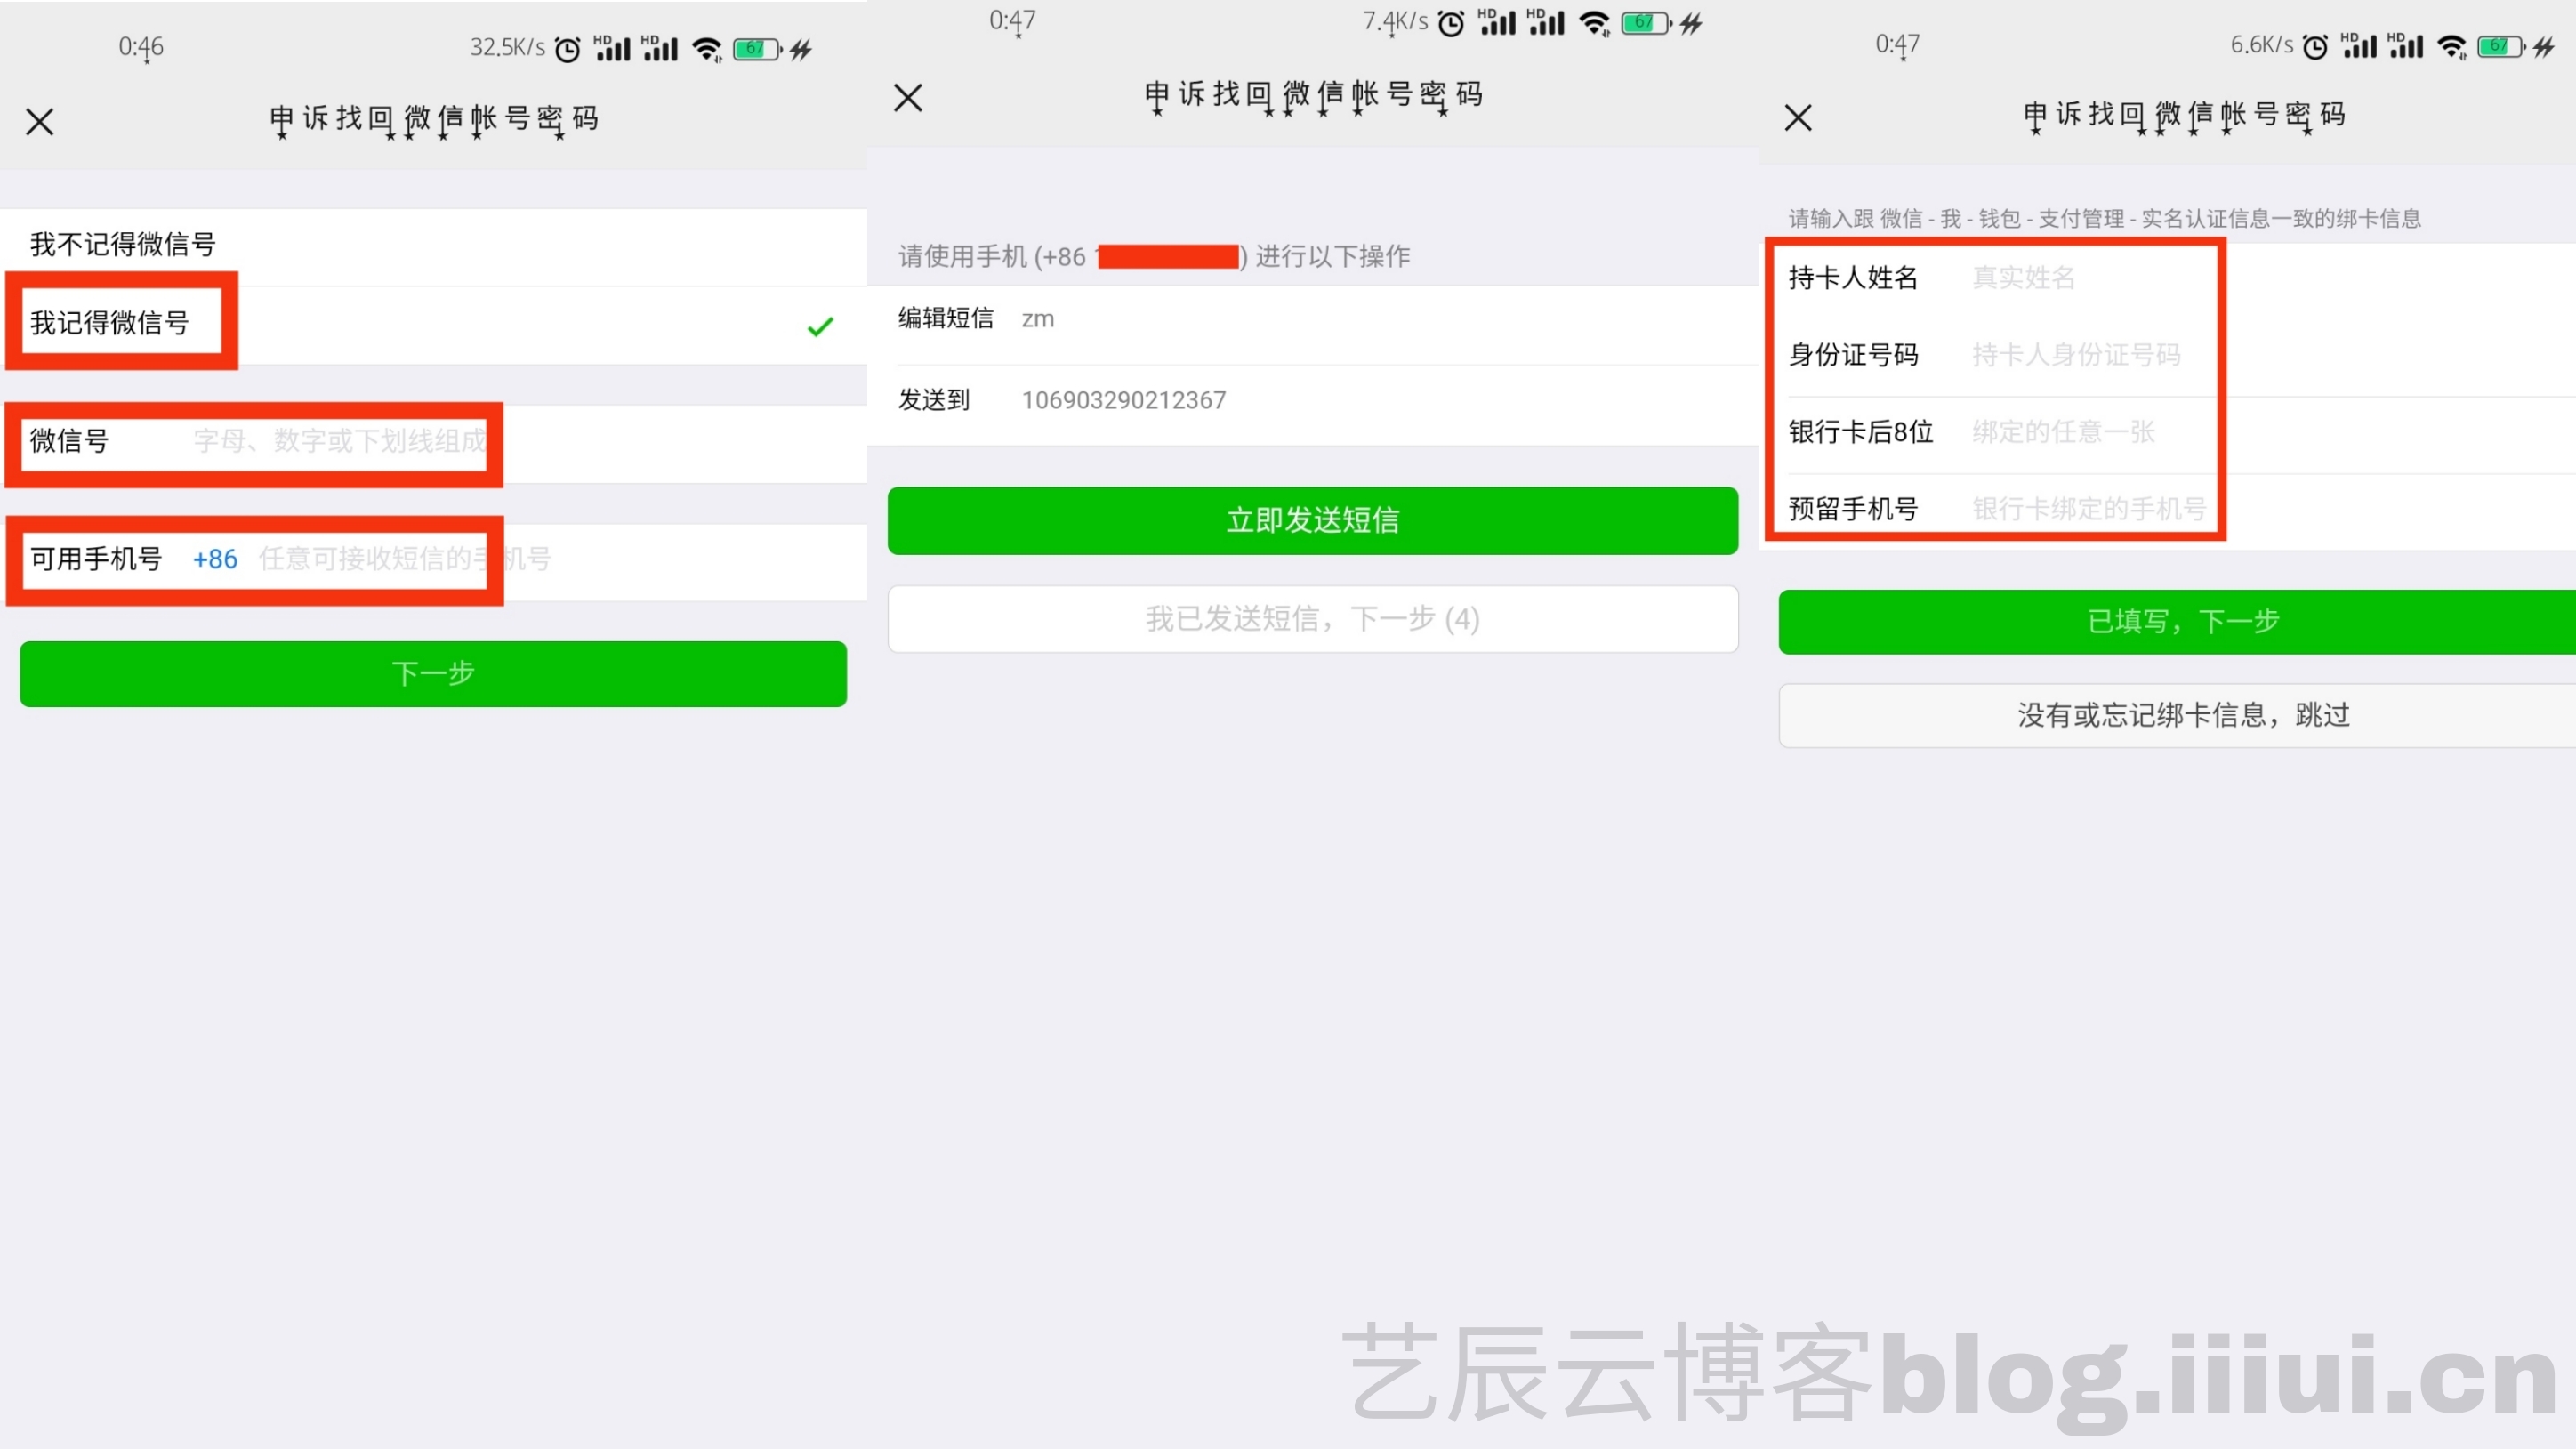 0:46 32.5K/s HD HD 67
申诉找回微信帐号密码
我不记得微信号
我记得微信号
微信号 字母、数字或下划线组成
可用手机号 +86 任意可接收短信的手机号
下一步
0:47 7.4K/s HD HD 67
申诉找回微信帐号密码
请使用手机 (+86 ) 进行以下操作
编辑短信 zm
发送到 106903290212367
立即发送短信
我已发送短信，下一步 (4)
0:47 6.6K/s HD HD 67
申诉找回微信帐号密码
请输入跟 微信 - 我 - 钱包 - 支付管理 - 实名认证信息一致的绑卡信息
持卡人姓名 真实姓名
身份证号码 持卡人身份证号码
银行卡后8位 绑定的任意一张
预留手机号 银行卡绑定的手机号
已填写，下一步
没有或忘记绑卡信息，跳过
艺辰云博客blog.iiiui.cn